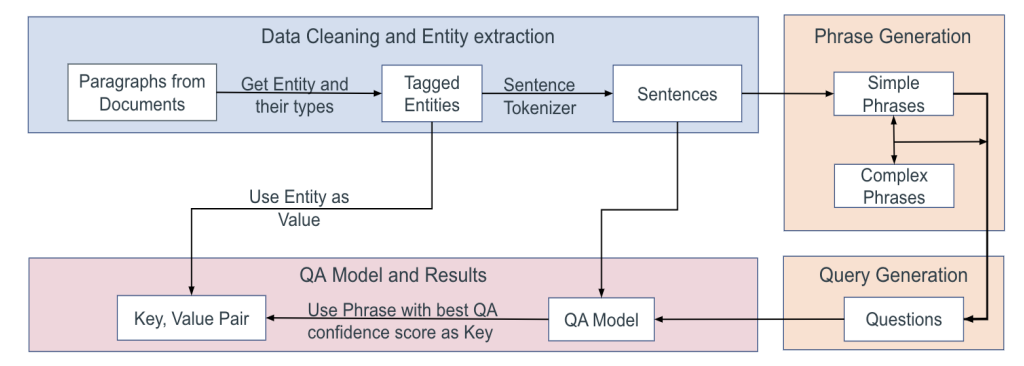 Data Cleaning and Entity extraction
Paragraphs from
Documents
Get Entity and
their types
Tagged
Entities
Sentence
Tokenizer
Sentences
Phrase Generation
Simple
Phrases
Complex
Phrases
Use Entity as
Value
QA Model and Results
Key, Value Pair
Use Phrase with best QA
confidence score as Key
QA Model
Query Generation
Questions